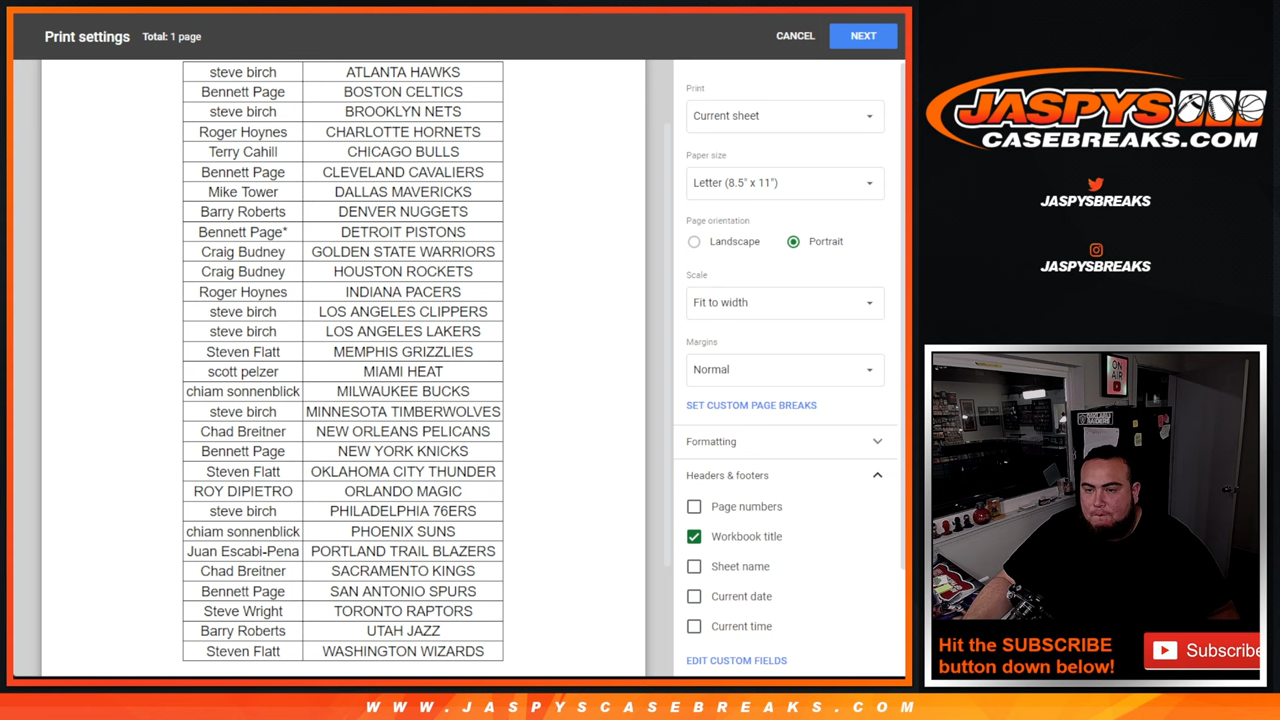 Print settings Total: 1 page CANCEL NEXT
steve birch ATLANTA HAWKS
Bennett Page BOSTON CELTICS
steve birch BROOKLYN NETS
Roger Hoynes CHARLOTTE HORNETS
Terry Cahill CHICAGO BULLS
Bennett Page CLEVELAND CAVALIERS
Mike Tower DALLAS MAVERICKS
Barry Roberts DENVER NUGGETS
Bennett Page* DETROIT PISTONS
Craig Budney GOLDEN STATE WARRIORS
Craig Budney HOUSTON ROCKETS
Roger Hoynes INDIANA PACERS
steve birch LOS ANGELES CLIPPERS
steve birch LOS ANGELES LAKERS
Steven Flatt MEMPHIS GRIZZLIES
scott pelzer MIAMI HEAT
chiam sonnenblick MILWAUKEE BUCKS
steve birch MINNESOTA TIMBERWOLVES
Chad Breitner NEW ORLEANS PELICANS
Bennett Page NEW YORK KNICKS
Steven Flatt OKLAHOMA CITY THUNDER
ROY DIPIETRO ORLANDO MAGIC
steve birch PHILADELPHIA 76ERS
chiam sonnenblick PHOENIX SUNS
Juan Escabi-Pena PORTLAND TRAIL BLAZERS
Chad Breitner SACRAMENTO KINGS
Bennett Page SAN ANTONIO SPURS
Steve Wright TORONTO RAPTORS
Barry Roberts UTAH JAZZ
Steven Flatt WASHINGTON WIZARDS
Print
Current sheet
Paper size
Letter (8.5" x 11")
Page orientation
Landscape Portrait
Scale
Fit to width
Margins
Normal
SET CUSTOM PAGE BREAKS
Formatting
Headers & footers
Page numbers
Workbook title
Sheet name
Current date
Current time
EDIT CUSTOM FIELDS
JASPYS
CASEBREAKS.COM
JASPYSBREAKS
JASPYSBREAKS
ON
AIR
Hit the SUBSCRIBE
button down below!
Subscribe
WWW.JASPYSCASEBREAKS.COM